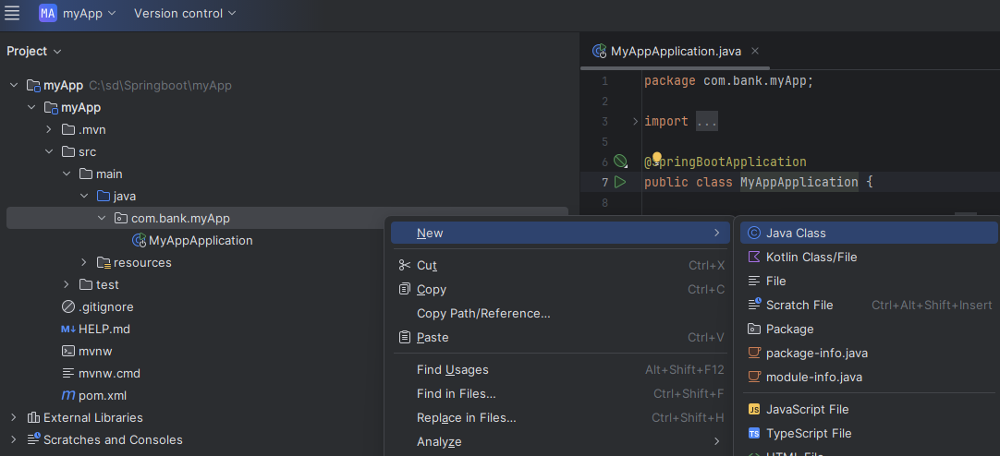 MA myApp Version control
Project
MyAppApplication.java
myApp C:\sd\Springboot\myApp
myApp
.mvn
src
main
java
com.bank.myApp
MyAppApplication
resources
test
.gitignore
M↓ HELP.md
mvnw
mvnw.cmd
m pom.xml
External Libraries
Scratches and Consoles
1 package com.bank.myApp;
2
3 import ...
5
6 @SpringBootApplication
7 public class MyAppApplication {
8
New
Cut Ctrl+X
Copy Ctrl+C
Copy Path/Reference...
Paste Ctrl+V
Find Usages Alt+Shift+F12
Find in Files... Ctrl+Shift+F
Replace in Files... Ctrl+Shift+H
Analyze
C Java Class
Kotlin Class/File
File
Scratch File Ctrl+Alt+Shift+Insert
Package
package-info.java
module-info.java
JS JavaScript File
TS TypeScript File
HTML File